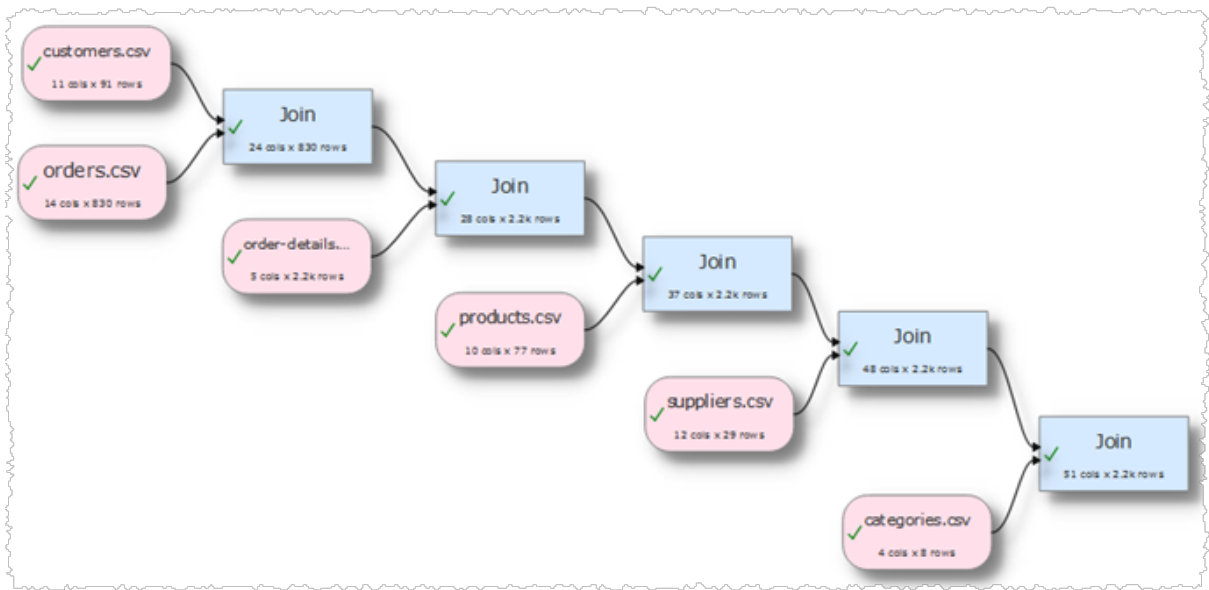 customers.csv
11 cols x 91 rows
Join
24 cols x 830 rows
orders.csv
14 cols x 830 rows
Join
28 cols x 2.2k rows
order-details...
5 cols x 2.2k rows
Join
37 cols x 2.2k rows
products.csv
10 cols x 77 rows
Join
48 cols x 2.2k rows
suppliers.csv
12 cols x 29 rows
Join
51 cols x 2.2k rows
categories.csv
4 cols x 8 rows